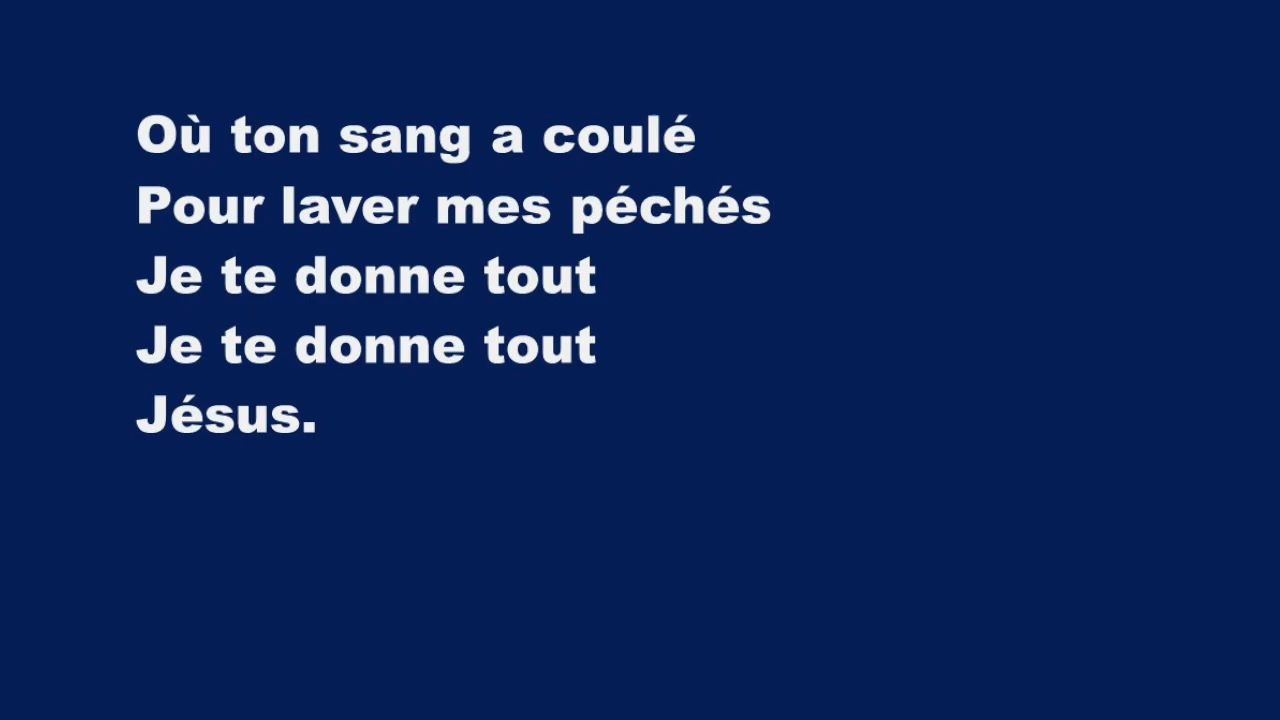 Où ton sang a coulé
Pour laver mes péchés
Je te donne tout
Je te donne tout
Jésus.